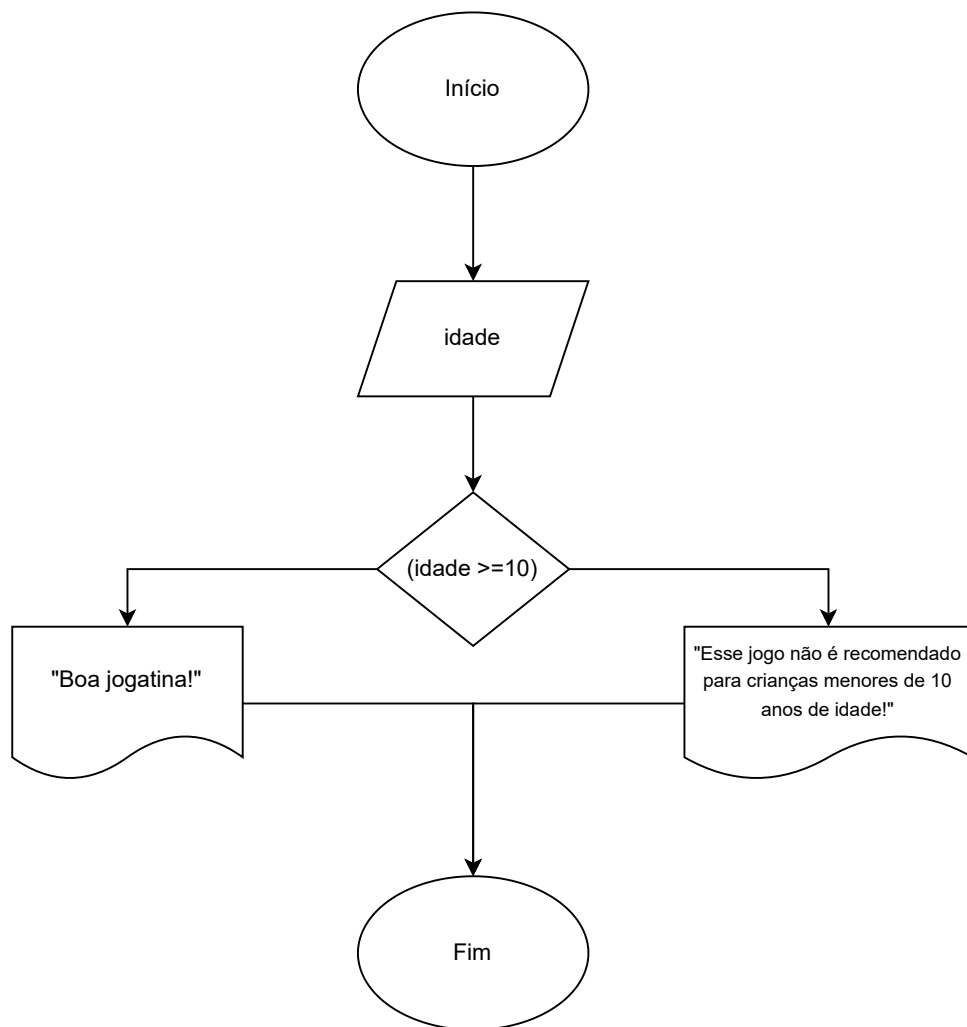 Início
idade
(idade >=10)
"Boa jogatina!"
"Esse jogo não é recomendado
para crianças menores de 10
anos de idade!"
Fim